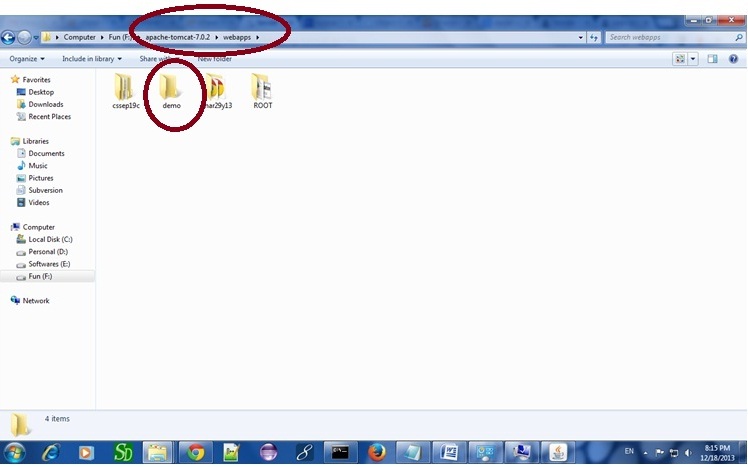 Computer ▸ Fun (F:) ▸ apache-tomcat-7.0.2 ▸ webapps ▸
Search webapps
Organize ▾ Include in library ▾ Share with New folder
Favorites
Desktop
Downloads
Recent Places
Libraries
Documents
Music
Pictures
Subversion
Videos
Computer
Local Disk (C:)
Personal (D:)
Softwares (E:)
Fun (F:)
Network
cssep19c demo ROOT
4 items
EN
8:15 PM
12/18/2013